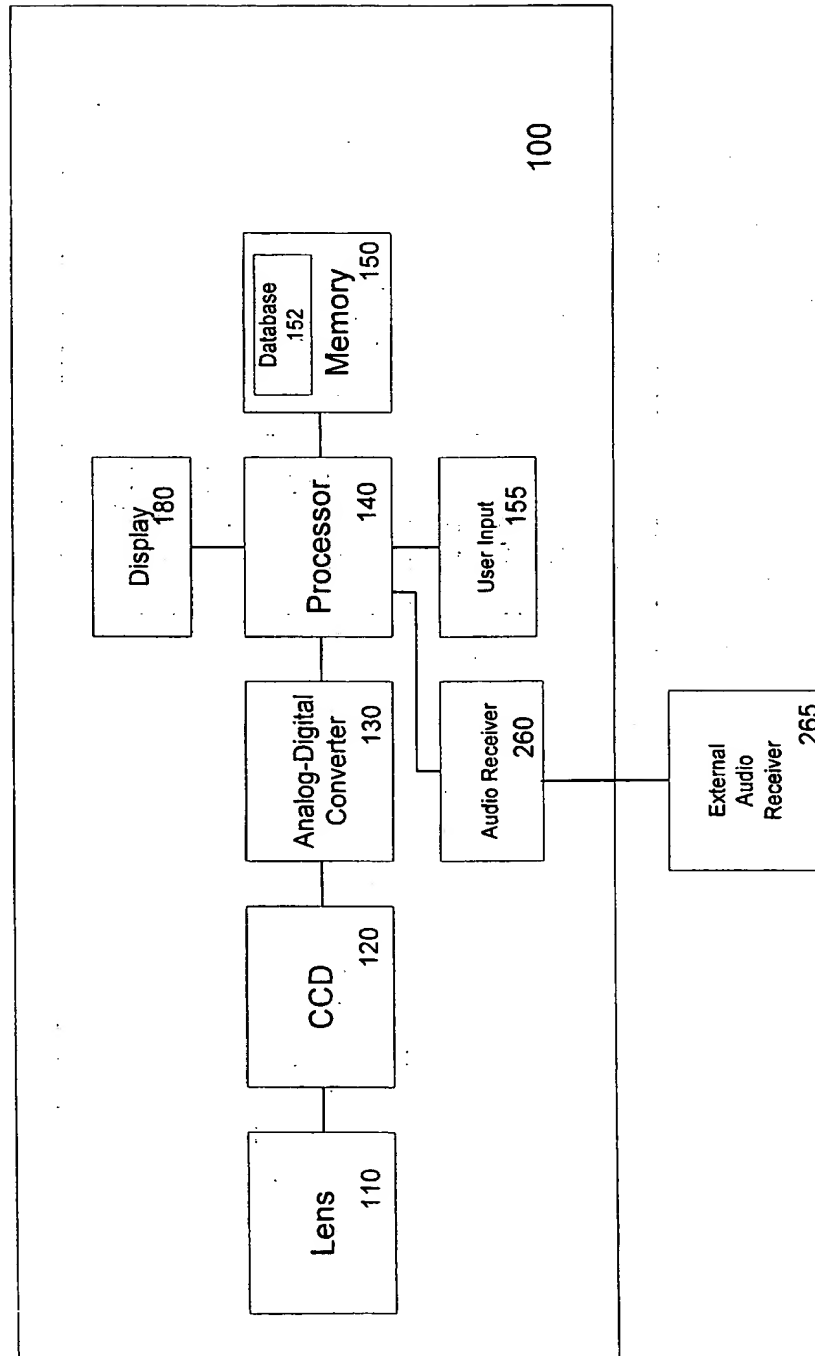 Lens
110
CCD
120
Analog-Digital
Converter
130
Processor
140
Database
152
Memory
150
Display
180
User Input
155
Audio Receiver
260
External
Audio
Receiver
265
100